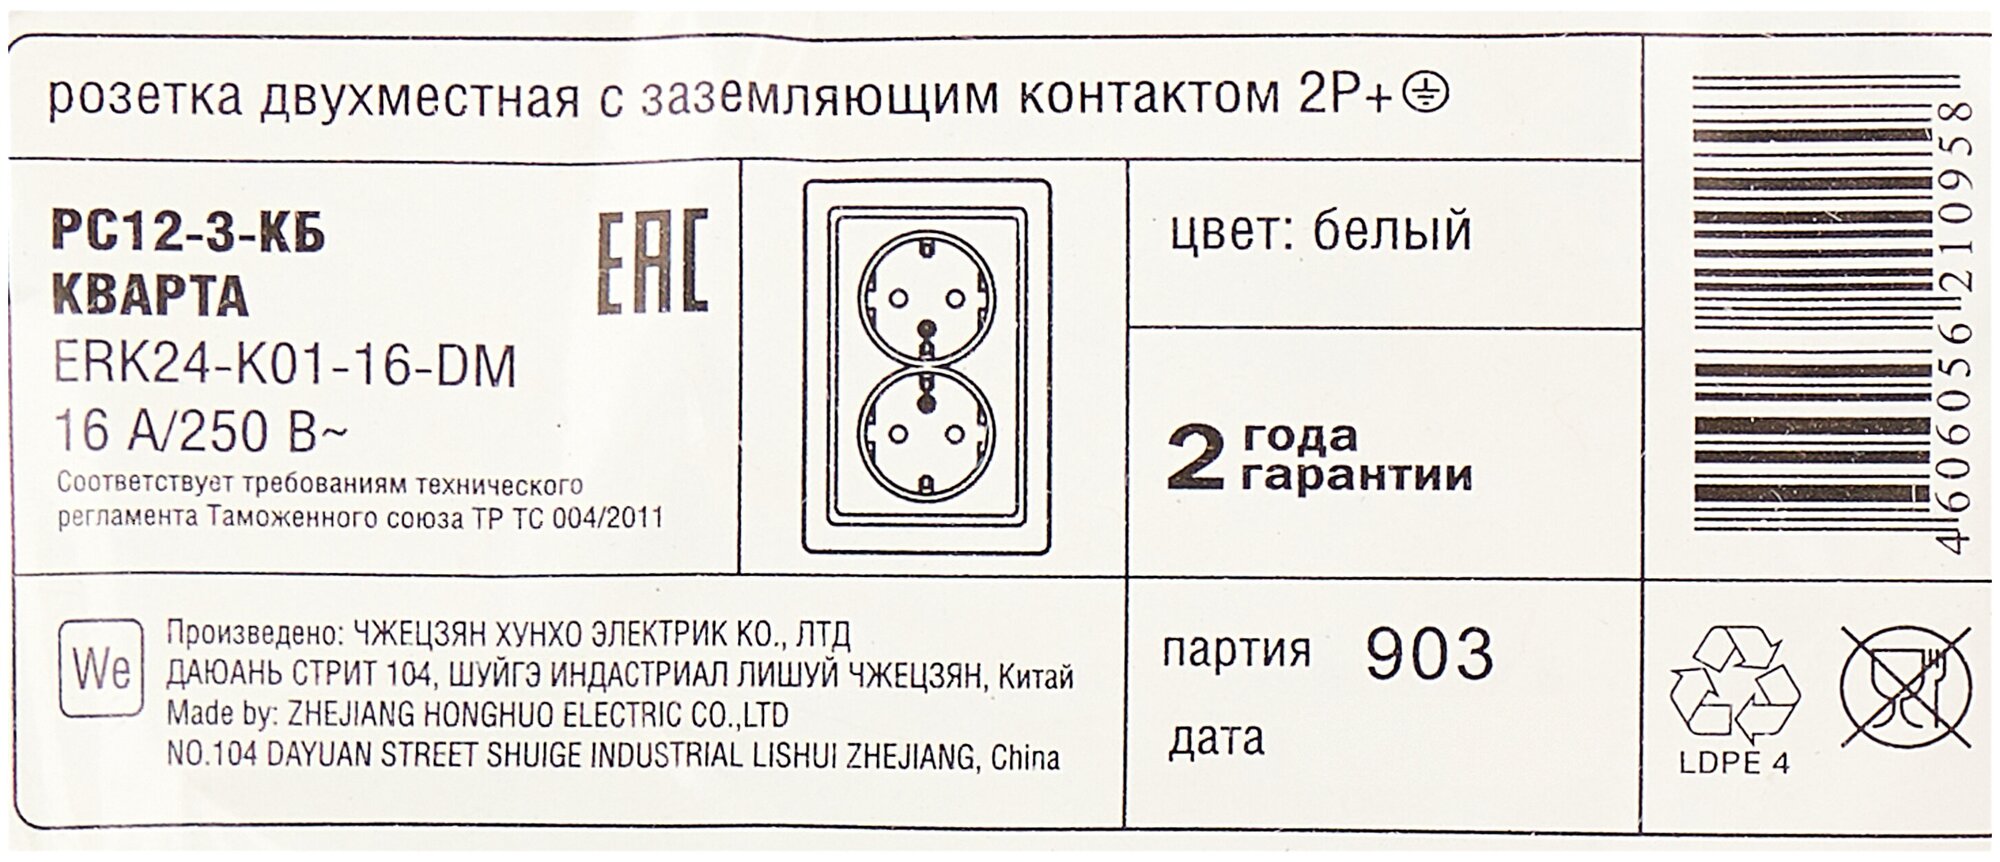 розетка двухместная с заземляющим контактом 2P+
РС12-3-КБ
КВАРТА
ERK24-K01-16-DM
16 А/250 В~
Соответствует требованиям технического
регламента Таможенного союза ТР ТС 004/2011
EAC
цвет: белый
2 года
гарантии
4606056210958
We
Произведено: ЧЖЕЦЗЯН ХУНХО ЭЛЕКТРИК КО., ЛТД
ДАЮАНЬ СТРИТ 104, ШУЙГЭ ИНДАСТРИАЛ ЛИШУЙ ЧЖЕЦЗЯН, Китай
Made by: ZHEJIANG HONGHUO ELECTRIC CO.,LTD
NO.104 DAYUAN STREET SHUIGE INDUSTRIAL LISHUI ZHEJIANG, China
партия 903
дата
LDPE 4